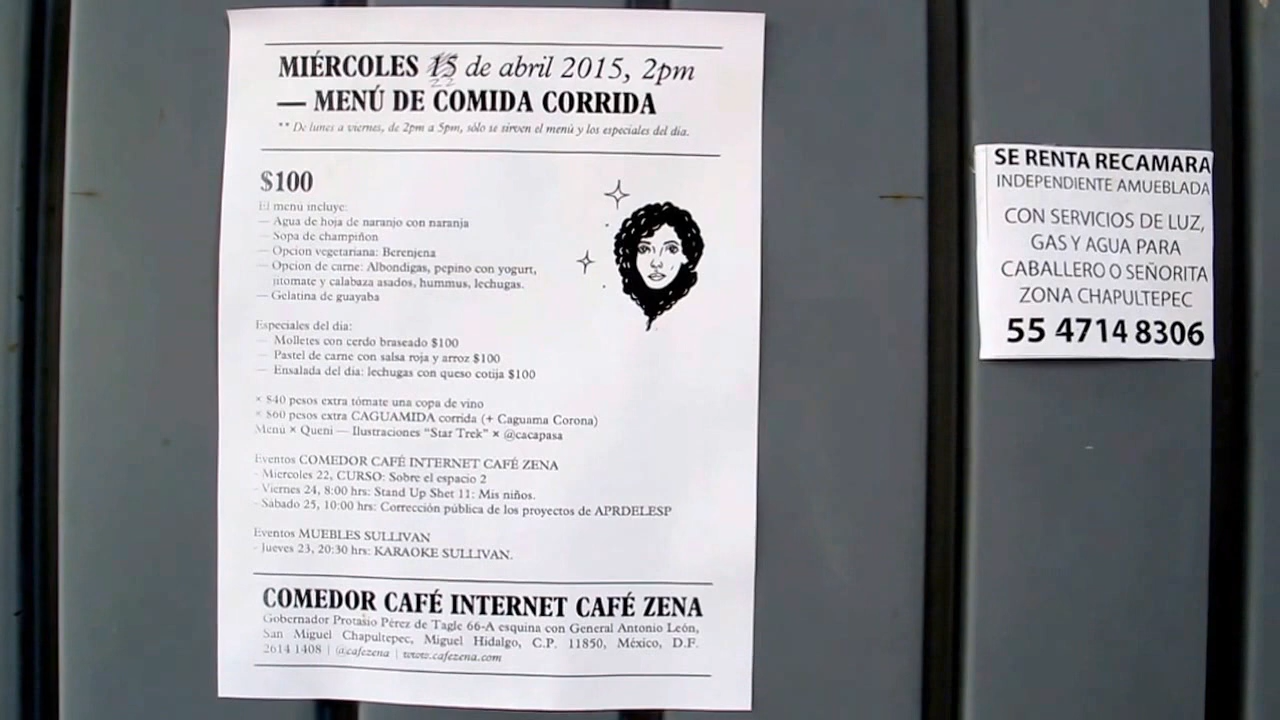 MIÉRCOLES 15 de abril 2015, 2pm
22
— MENÚ DE COMIDA CORRIDA
** De lunes a viernes, de 2pm a 5pm, sólo se sirven el menú y los especiales del día.
$100
El menú incluye:
— Agua de hoja de naranjo con naranja
— Sopa de champiñon
— Opcion vegetariana: Berenjena
— Opcion de carne: Albondigas, pepino con yogurt,
jitomate y calabaza asados, hummus, lechugas.
— Gelatina de guayaba
Especiales del dia:
— Molletes con cerdo braseado $100
— Pastel de carne con salsa roja y arroz $100
— Ensalada del dia: lechugas con queso cotija $100
× $40 pesos extra tómate una copa de vino
× $60 pesos extra CAGUAMIDA corrida (+ Caguama Corona)
Menú × Queni — Ilustraciones “Star Trek” × @cacapasa
Eventos COMEDOR CAFÉ INTERNET CAFÉ ZENA
- Miercoles 22, CURSO: Sobre el espacio 2
- Viernes 24, 8:00 hrs: Stand Up Shet 11: Mis niños.
- Sábado 25, 10:00 hrs: Corrección pública de los proyectos de APRDELESP
Eventos MUEBLES SULLIVAN
- Jueves 23, 20:30 hrs: KARAOKE SULLIVAN.
COMEDOR CAFÉ INTERNET CAFÉ ZENA
Gobernador Protasio Pérez de Tagle 66-A esquina con General Antonio León,
San Miguel Chapultepec, Miguel Hidalgo, C.P. 11850, México, D.F.
2614 1408 | @cafezena | www.cafezena.com
SE RENTA RECAMARA
INDEPENDIENTE AMUEBLADA
CON SERVICIOS DE LUZ,
GAS Y AGUA PARA
CABALLERO O SEÑORITA
ZONA CHAPULTEPEC
55 4714 8306